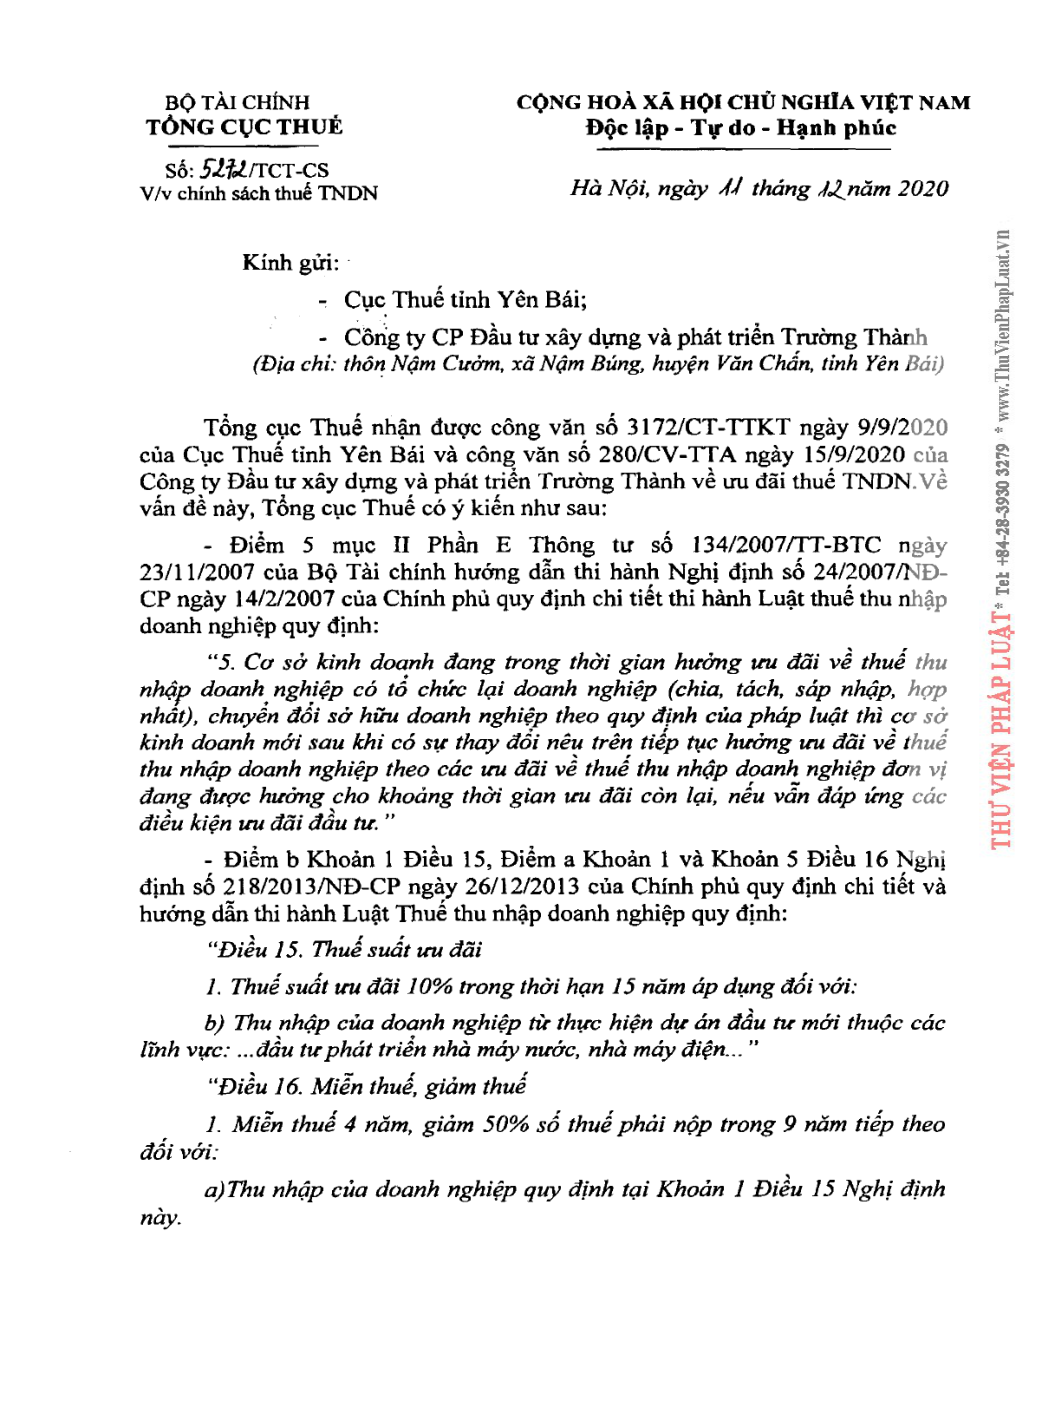 BỘ TÀI CHÍNH
TỔNG CỤC THUẾ
Số: 5272/TCT-CS
V/v chính sách thuế TNDN
CỘNG HOÀ XÃ HỘI CHỦ NGHĨA VIỆT NAM
Độc lập - Tự do - Hạnh phúc
Hà Nội, ngày 11 tháng 12 năm 2020
Kính gửi:
- Cục Thuế tỉnh Yên Bái;
- Công ty CP Đầu tư xây dựng và phát triển Trường Thành
(Địa chỉ: thôn Nậm Cưởm, xã Nậm Búng, huyện Văn Chấn, tỉnh Yên Bái)
Tổng cục Thuế nhận được công văn số 3172/CT-TTKT ngày 9/9/2020
của Cục Thuế tỉnh Yên Bái và công văn số 280/CV-TTA ngày 15/9/2020 của
Công ty Đầu tư xây dựng và phát triển Trường Thành về ưu đãi thuế TNDN. Về
vấn đề này, Tổng cục Thuế có ý kiến như sau:
- Điểm 5 mục II Phần E Thông tư số 134/2007/TT-BTC ngày
23/11/2007 của Bộ Tài chính hướng dẫn thi hành Nghị định số 24/2007/NĐ-
CP ngày 14/2/2007 của Chính phủ quy định chi tiết thi hành Luật thuế thu nhập
doanh nghiệp quy định:
"5. Cơ sở kinh doanh đang trong thời gian hưởng ưu đãi về thuế thu
nhập doanh nghiệp có tổ chức lại doanh nghiệp (chia, tách, sáp nhập, hợp
nhất), chuyển đổi sở hữu doanh nghiệp theo quy định của pháp luật thì cơ sở
kinh doanh mới sau khi có sự thay đổi nêu trên tiếp tục hưởng ưu đãi về thuế
thu nhập doanh nghiệp theo các ưu đãi về thuế thu nhập doanh nghiệp đơn vị
đang được hưởng cho khoảng thời gian ưu đãi còn lại, nếu vẫn đáp ứng các
điều kiện ưu đãi đầu tư."
- Điểm b Khoản 1 Điều 15, Điểm a Khoản 1 và Khoản 5 Điều 16 Nghị
định số 218/2013/NĐ-CP ngày 26/12/2013 của Chính phủ quy định chi tiết và
hướng dẫn thi hành Luật Thuế thu nhập doanh nghiệp quy định:
"Điều 15. Thuế suất ưu đãi
1. Thuế suất ưu đãi 10% trong thời hạn 15 năm áp dụng đối với:
b) Thu nhập của doanh nghiệp từ thực hiện dự án đầu tư mới thuộc các
lĩnh vực: ...đầu tư phát triển nhà máy nước, nhà máy điện..."
"Điều 16. Miễn thuế, giảm thuế
1. Miễn thuế 4 năm, giảm 50% số thuế phải nộp trong 9 năm tiếp theo
đối với:
a)Thu nhập của doanh nghiệp quy định tại Khoản 1 Điều 15 Nghị định
này.
THƯ VIỆN PHÁP LUẬT * Tel: +84-28-3930 3279 * www.ThuVienPhapLuat.vn